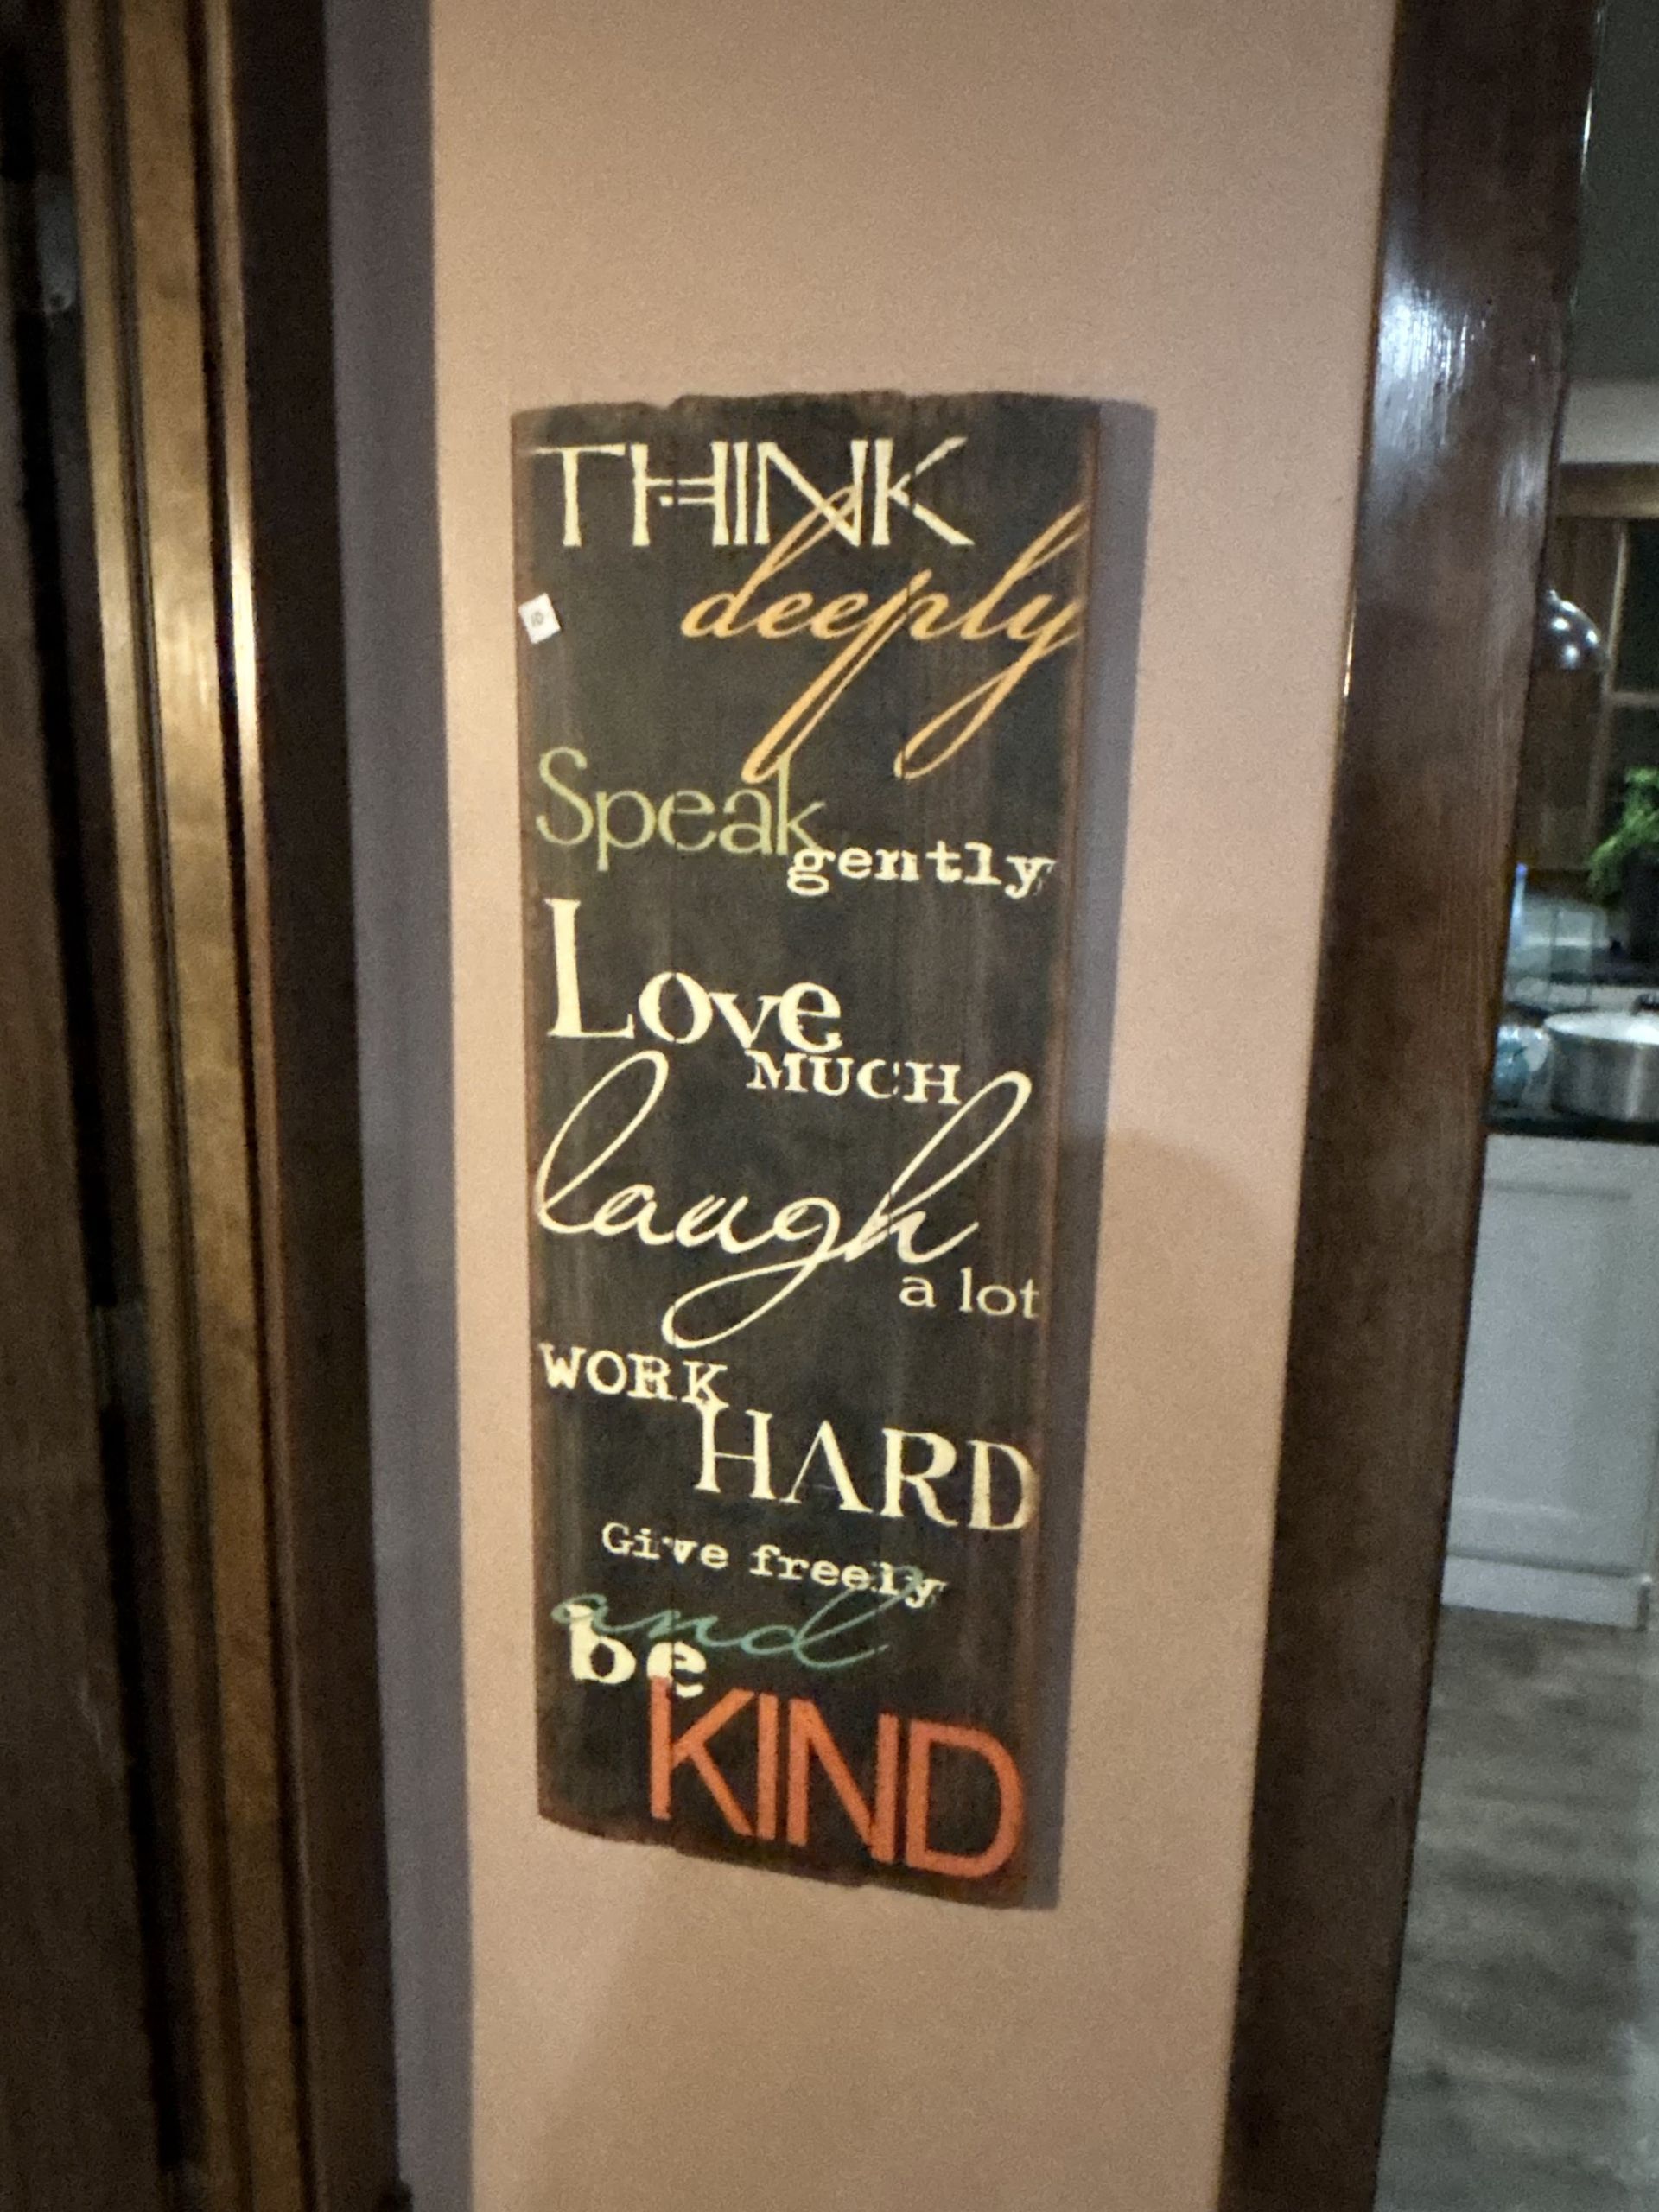 THINK
deeply
Speak
gently
Love
MUCH
laugh
a lot
WORK
HARD
Give freely
and
be
KIND